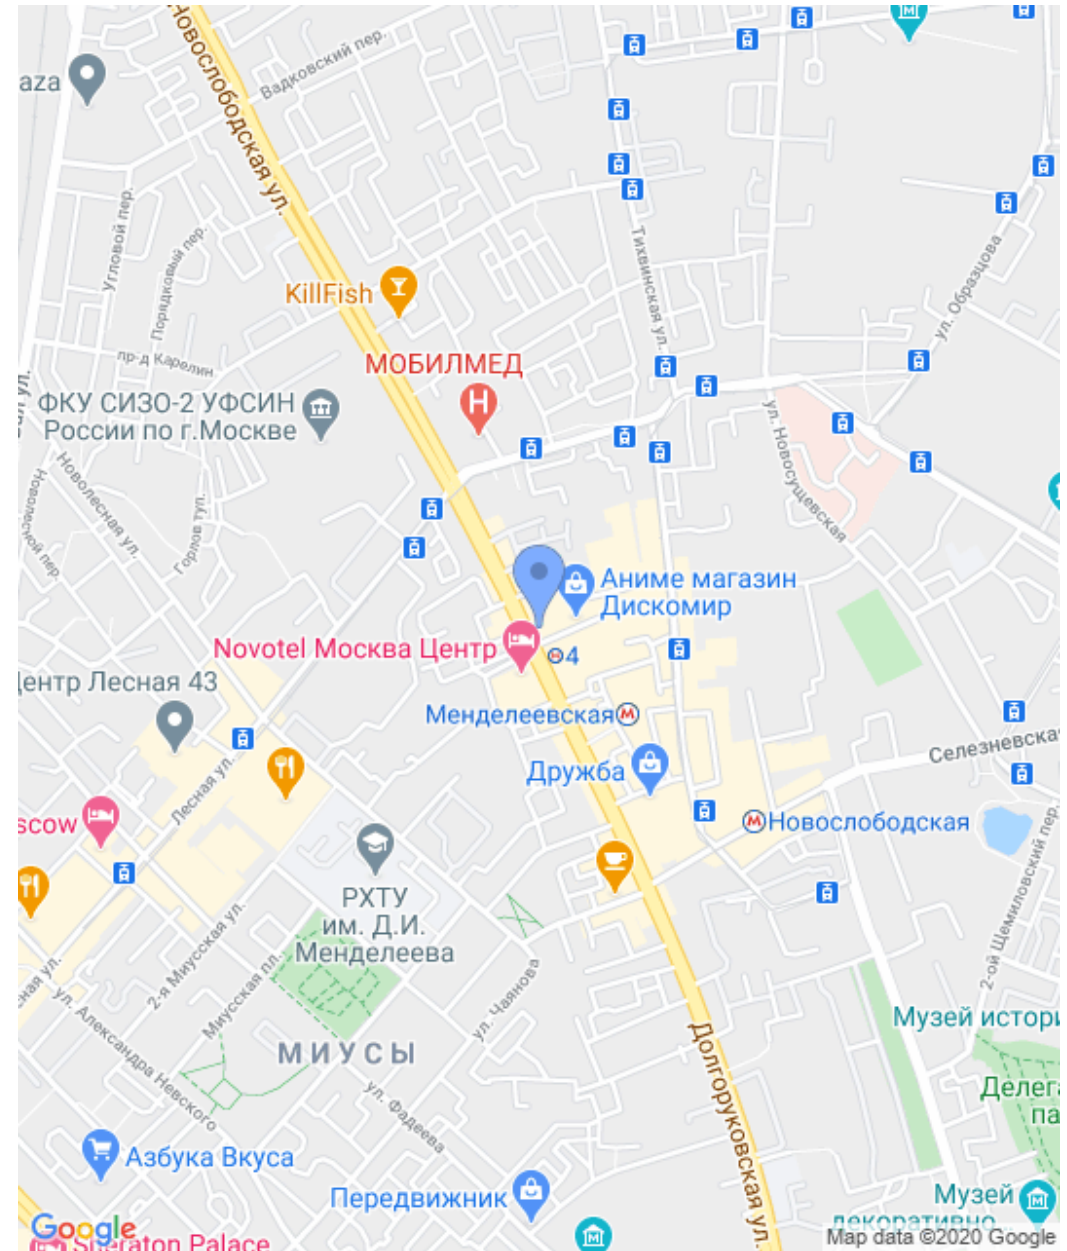 Новослободская ул.
Вадковский пер.
aza
Угловой пер.
Порядковый пер.
Тихвинская ул.
ул. Образцова
KillFish
пр-д Карелин
МОБИЛМЕД
ФКУ СИЗО-2 УФСИН
России по г.Москве
ул. Новосущевская
Новолесная ул.
Горлов туп.
Аниме магазин
Дискомир
Novotel Москва Центр
4
Центр Лесная 43
Менделеевская
Селезневская
Дружба
Лесная ул.
scow
Новослободская
РХТУ
им. Д.И.
Менделеева
2-ой Щемиловский пер.
2-я Миусская ул.
Миусская пл.
ул. Чаянова
ул. Александра Невского
МИУСЫ
Музей истори
Долгоруковская ул.
Делега
па
ул. Фадеева
Азбука Вкуса
Передвижник
Музей
декоративно...
Google
Sheraton Palace
Map data ©2020 Google